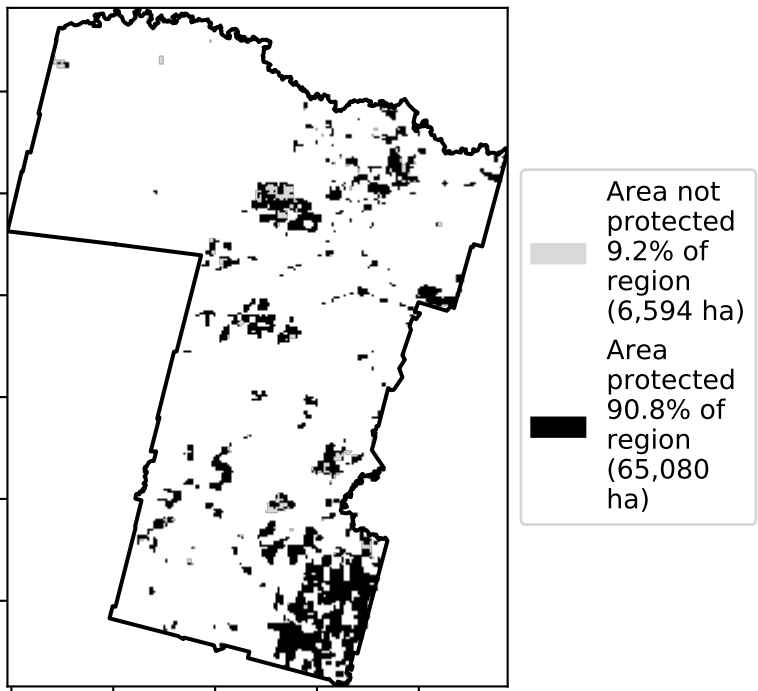 Area not
protected
9.2% of
region
(6,594 ha)
Area
protected
90.8% of
region
(65,080
ha)